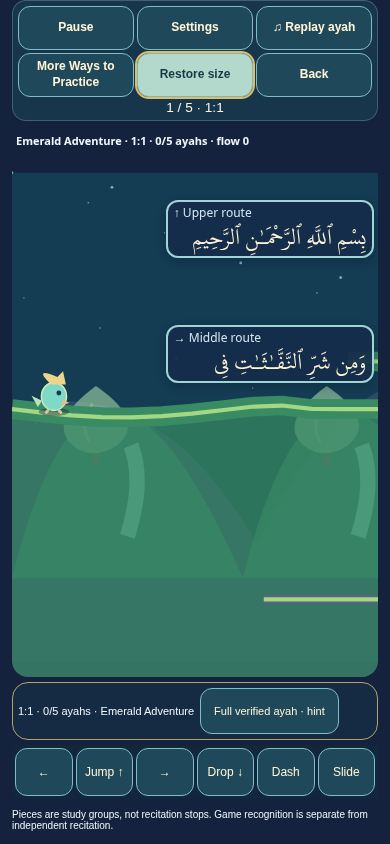 Pause
Settings
♫ Replay ayah
More Ways to
Practice
Restore size
Back
1 / 5 · 1:1
Emerald Adventure · 1:1 · 0/5 ayahs · flow 0
↑ Upper route
بِسْمِ ٱللَّهِ ٱلرَّحْمَـٰنِ ٱلرَّحِيمِ
→ Middle route
وَمِن شَرِّ ٱلنَّفَّـٰثَـٰتِ فِى
1:1 · 0/5 ayahs · Emerald Adventure
Full verified ayah · hint
←
Jump ↑
→
Drop ↓
Dash
Slide
Pieces are study groups, not recitation stops. Game recognition is separate from
independent recitation.